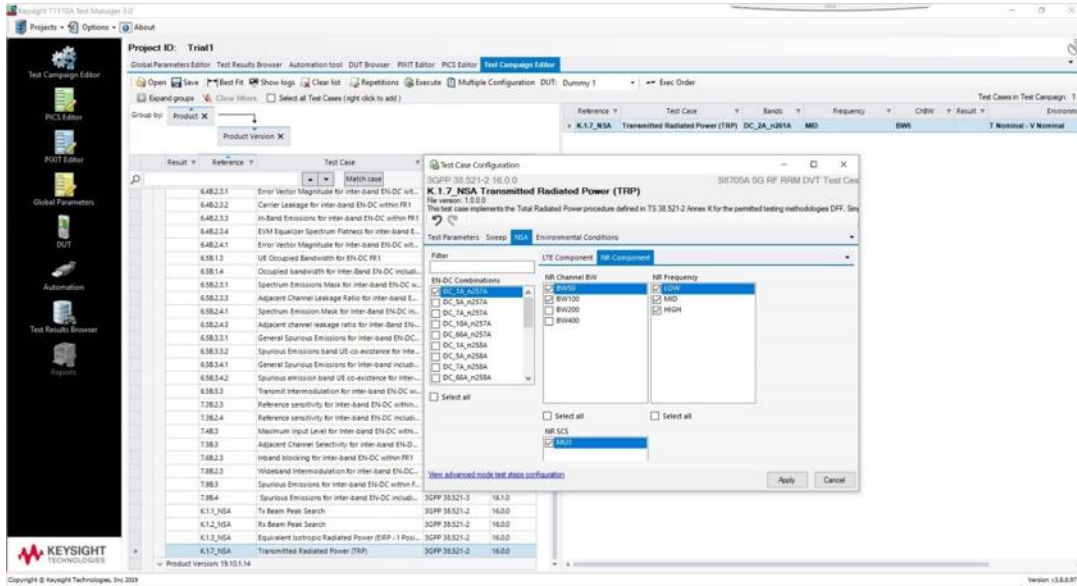 Keysight T1110A Test Manager 3.0
Projects Options About
Project ID: Trial1
Global Parameters Editor Test Results Browser Automation tool DUT Browser PIXIT Editor PICS Editor Test Campaign Editor
Open Save Best Fit Show logs Clear list Repetitions Execute Multiple Configuration DUT: Dummy 1 Exec Order
Expand groups Clear filters Select all Test Cases (right click to add) Test Cases in Test Campaign: 1
Group by: Product X
Product Version X
Reference Test Case Bands Frequency ChBW Result Environm
K.1.7_NSA Transmitted Radiated Power (TRP) DC_2A_n261A MID BW6 T Nominal - V Nominal
Test Campaign Editor
PICS Editor
PIXIT Editor
Global Parameters
DUT
Automation
Test Results Browser
Reports
KEYSIGHT
TECHNOLOGIES
Result Reference Test Case
Match case
6.4B.2.3.1 Error Vector Magnitude for inter-band EN-DC wit...
6.4B.2.3.2 Carrier Leakage for inter-band EN-DC within FR1
6.4B.2.3.3 In-Band Emissions for inter-band EN-DC within FR1
6.4B.2.3.4 EVM Equalizer Spectrum Flatness for inter-band E...
6.4B.2.4.1 Error Vector Magnitude for inter-band EN-DC wit...
6.5B.1.3 UE Occupied Bandwidth for EN-DC FR1
6.5B.1.4 Occupied bandwidth for Inter-Band EN-DC includi...
6.5B.2.3.1 Spectrum Emissions Mask for Inter-band EN-DC w...
6.5B.2.3.3 Adjacent Channel Leakage Ratio for inter-band E...
6.5B.2.4.1 Spectrum Emission Mask for Inter-Band EN-DC in...
6.5B.2.4.3 Adjacent channel leakage ratio for Inter-Band EN-...
6.5B.3.3.1 General Spurious Emissions for Inter-band EN-DC...
6.5B.3.3.2 Spurious Emissions band UE-co-existence for Inte...
6.5B.3.4.1 General Spurious Emissions for Inter-band includi...
6.5B.3.4.2 Spurious emission band UE co-existence for Inter-...
6.5B.5.3 Transmit Intermodulation for inter-band EN-DC wi...
7.3B.2.3 Reference sensitivity for Inter-band EN-DC within...
7.3B.2.4 Reference sensitivity for Inter-band EN-DC includi...
7.4B.3 Maximum Input Level for Inter-Band EN-DC withi...
7.5B.3 Adjacent Channel Selectivity for inter-band EN-D...
7.6B.2.3 Inband blocking for Inter-band EN-DC within FR1
7.8B.2.3 Wideband Intermodulation for Inter-band EN-DC...
7.9B.3 Spurious Emissions for Inter-band EN-DC within F...
7.9B.4 Spurious Emissions for Inter-band EN-DC includi... 3GPP 38.521-3 16.1.0
K.1.1_NSA Tx Beam Peak Search 3GPP 38.521-2 16.0.0
K.1.2_NSA Rx Beam Peak Search 3GPP 38.521-2 16.0.0
K.1.3_NSA Equivalent Isotropic Radiated Power (EIRP - 1 Posi... 3GPP 38.521-2 16.0.0
K.1.7_NSA Transmitted Radiated Power (TRP) 3GPP 38.521-2 16.0.0
Product Version: 19.10.1.14
Test Case Configuration
3GPP 38.521-2 16.0.0 S8705A 5G RF RRM DVT Test Cas
K.1.7_NSA Transmitted Radiated Power (TRP)
File version: 1.0.0.0
This test case implements the Total Radiated Power procedure defined in TS 38.521-2 Annex K for the permitted testing methodologies DFF, Sim
Test Parameters Sweep NSA Environmental Conditions
Filter
LTE Component NR Component
EN-DC Combinations
DC_1A_n257A
DC_5A_n257A
DC_7A_n257A
DC_18A_n257A
DC_66A_n257A
DC_1A_n258A
DC_5A_n258A
DC_7A_n258A
DC_66A_n258A
Select all
NR Channel BW
BW50
BW100
BW200
BW400
Select all
NR Frequency
LOW
MID
HIGH
Select all
NR SCS
MU3
View advanced mode test steps configuration
Apply Cancel
Copyright © Keysight Technologies, Inc 2019